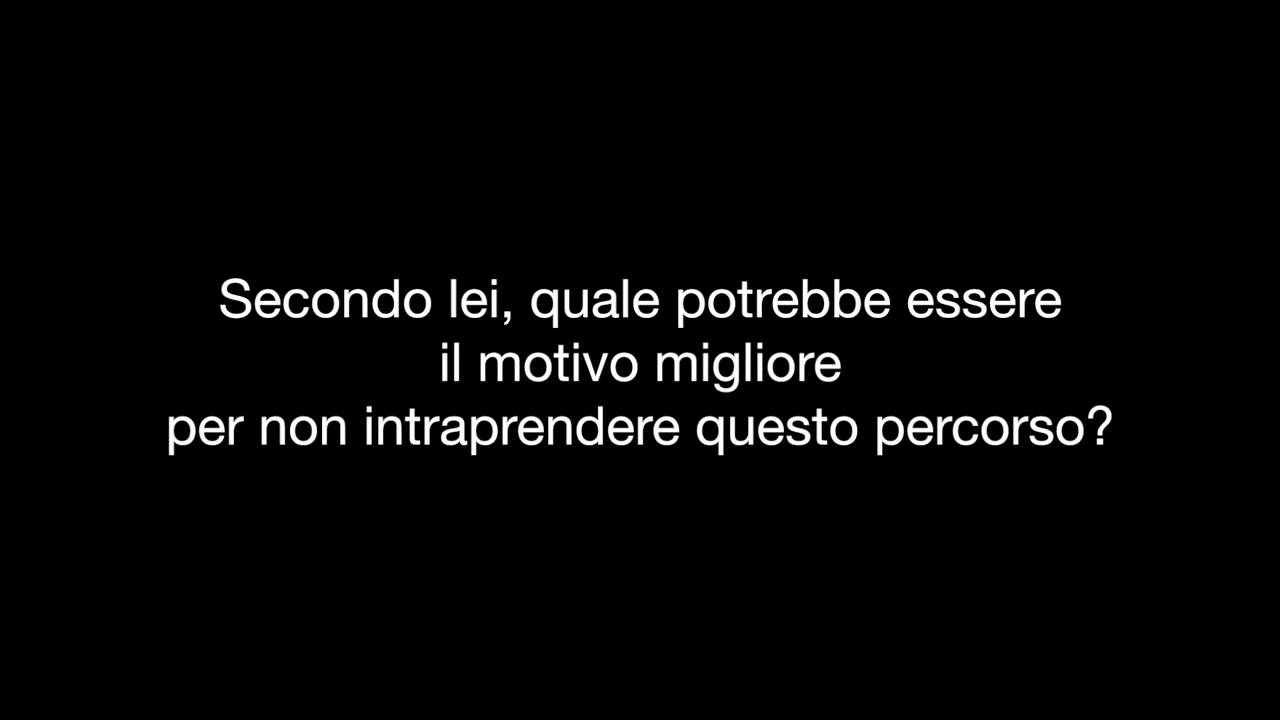 Secondo lei, quale potrebbe essere
il motivo migliore
per non intraprendere questo percorso?